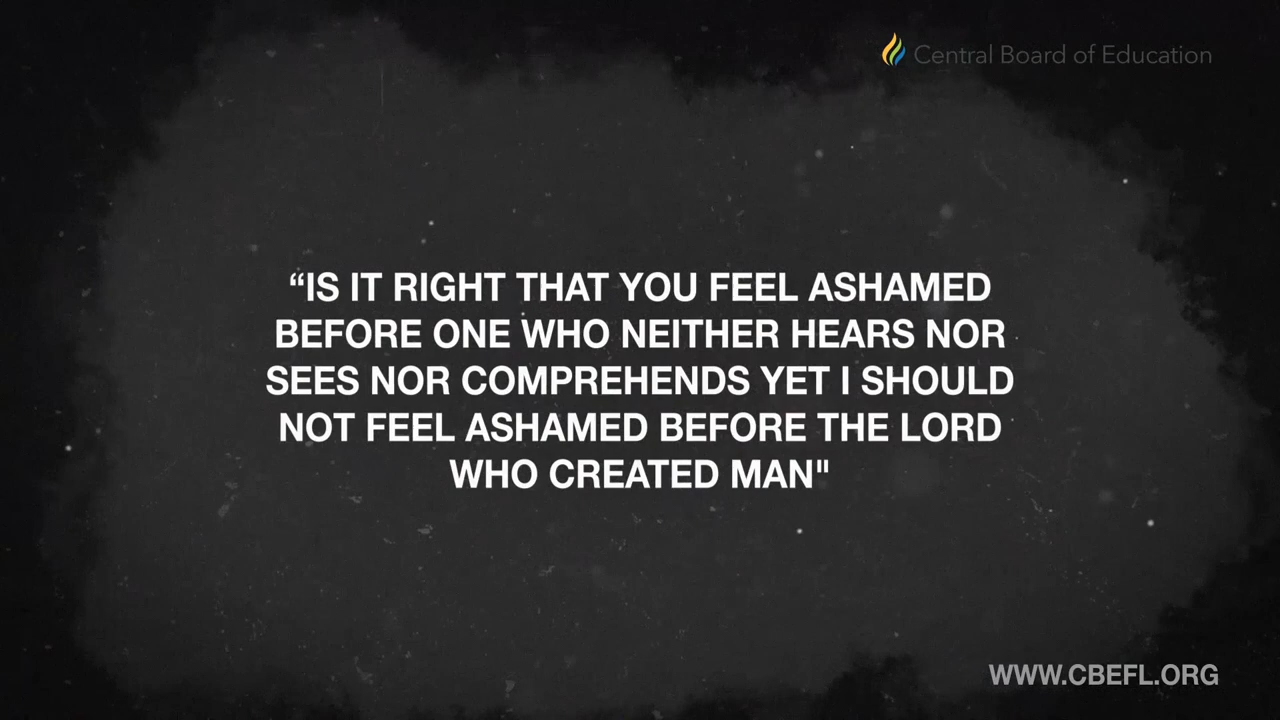 Central Board of Education
“IS IT RIGHT THAT YOU FEEL ASHAMED
BEFORE ONE WHO NEITHER HEARS NOR
SEES NOR COMPREHENDS YET I SHOULD
NOT FEEL ASHAMED BEFORE THE LORD
WHO CREATED MAN"
WWW.CBEFL.ORG